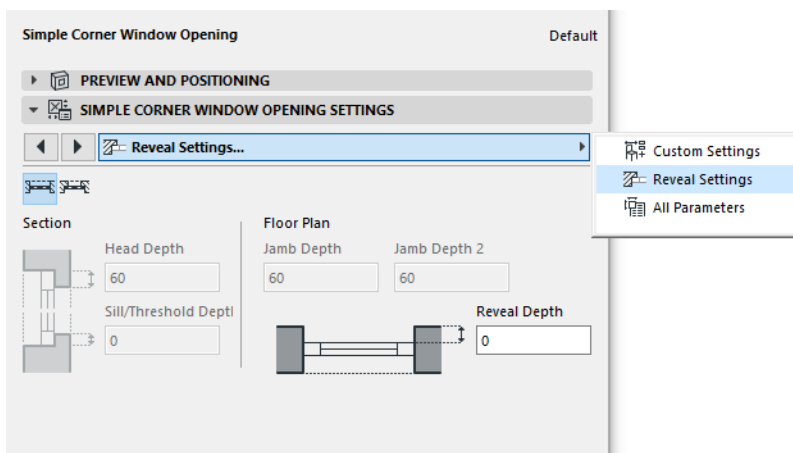 Simple Corner Window Opening Default
PREVIEW AND POSITIONING
SIMPLE CORNER WINDOW OPENING SETTINGS
Reveal Settings...
Custom Settings
Reveal Settings
All Parameters
Section
Head Depth
60
Sill/Threshold Deptl
0
Floor Plan
Jamb Depth Jamb Depth 2
60 60
Reveal Depth
0